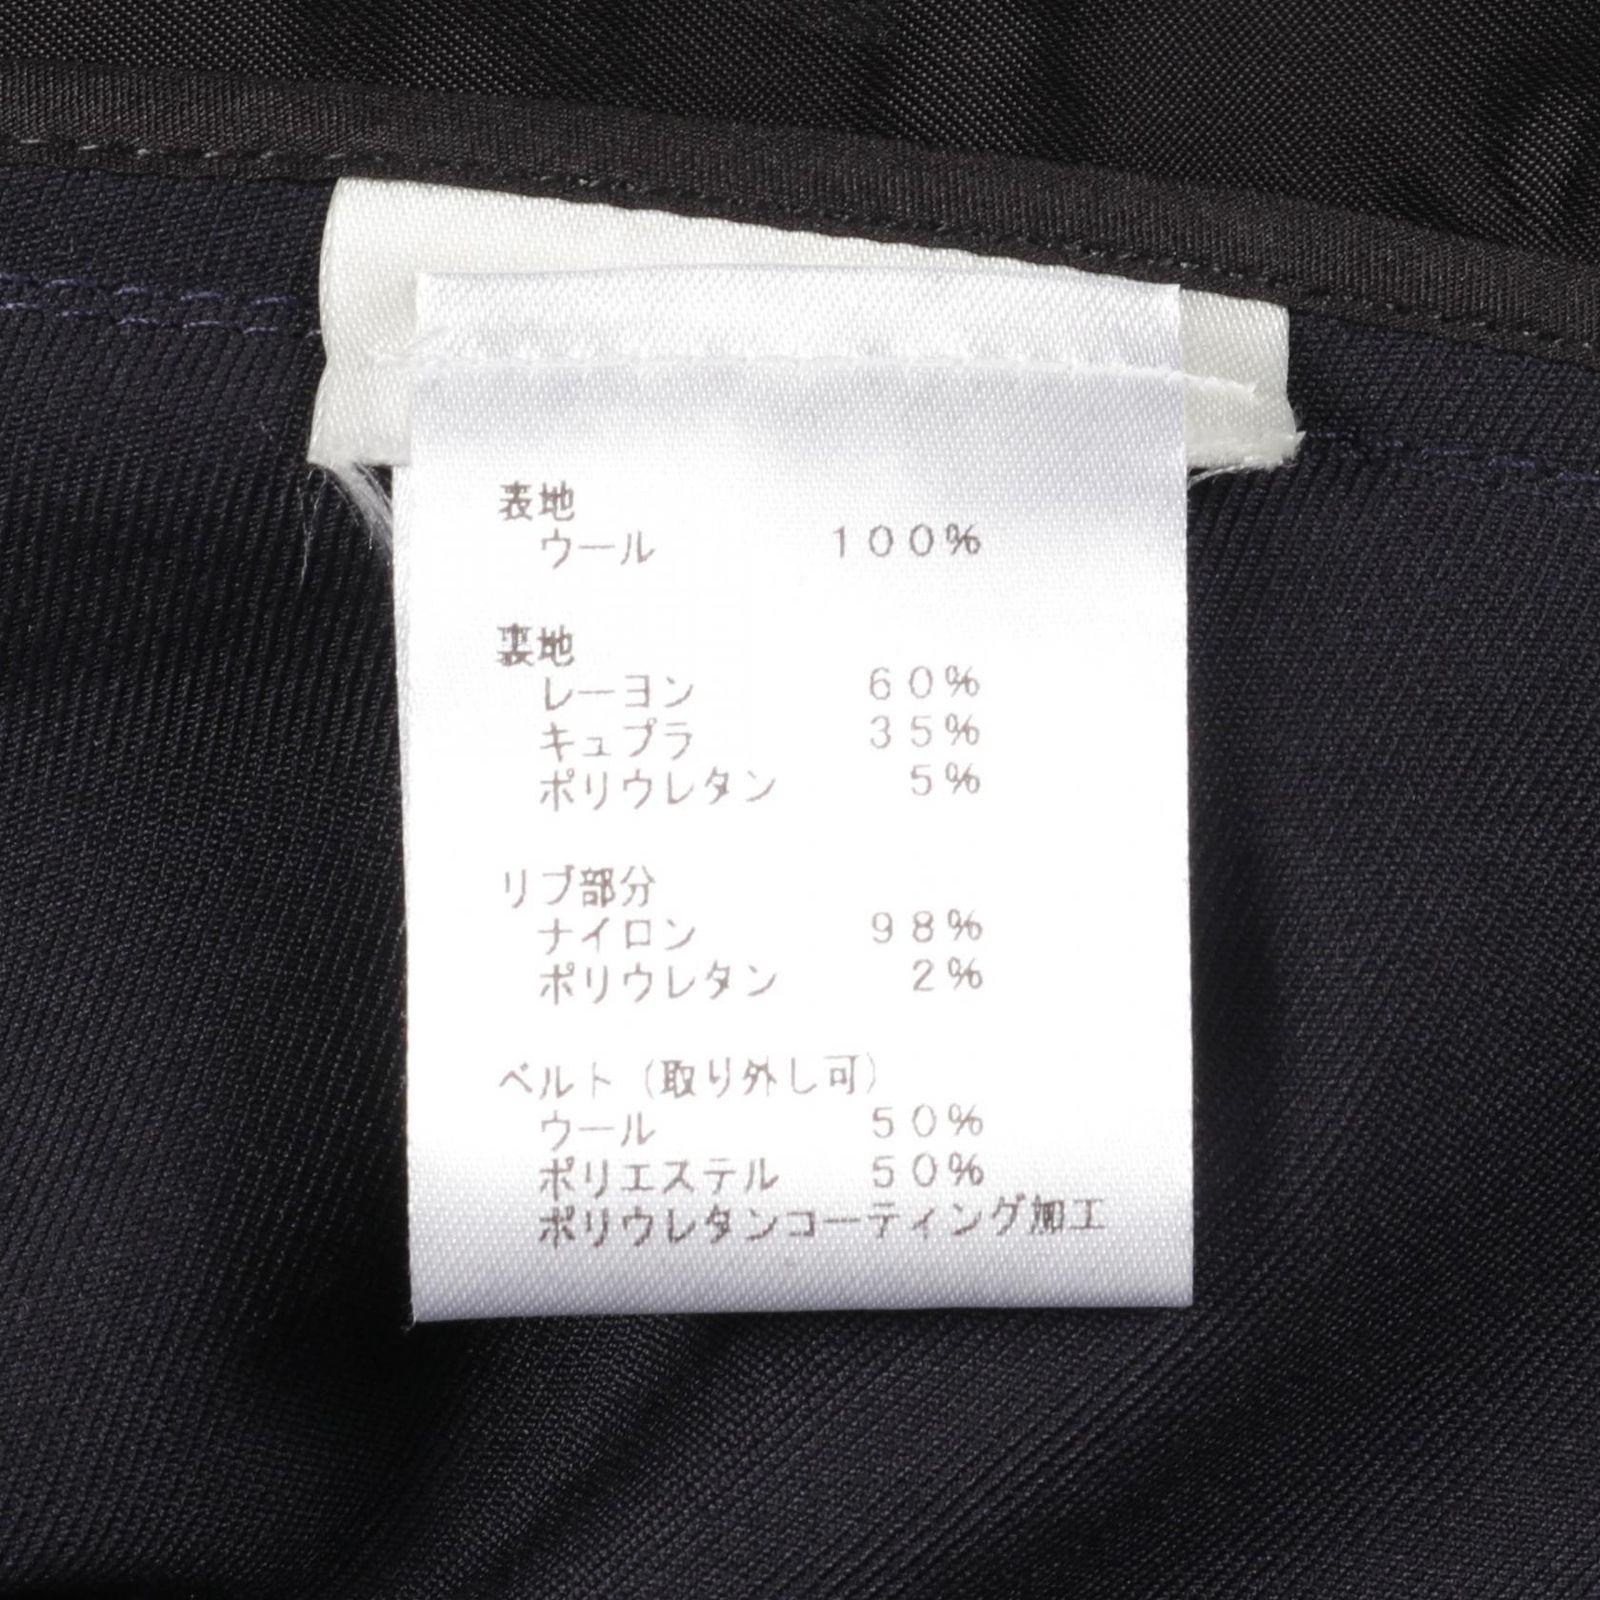 表地
ウール 100%
裏地
レーヨン 60%
キュプラ 35%
ポリウレタン 5%
リブ部分
ナイロン 98%
ポリウレタン 2%
ベルト(取り外し可)
ウール 50%
ポリエステル 50%
ポリウレタンコーティング加工